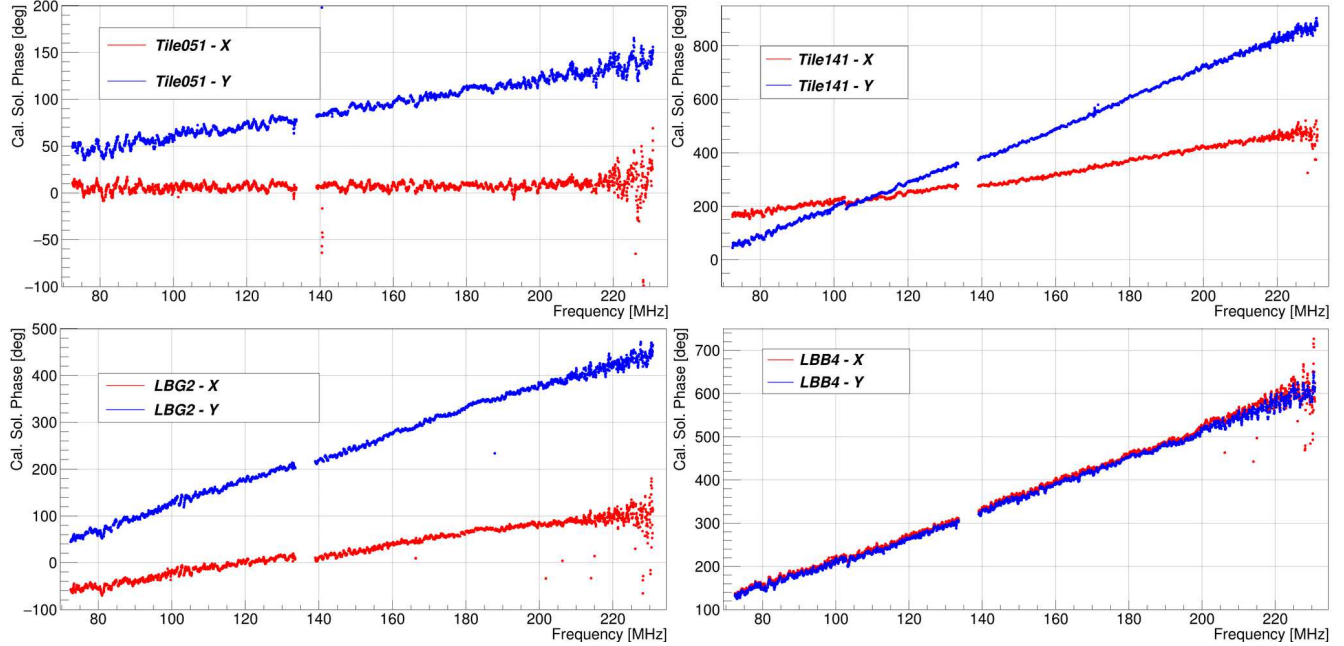 Cal. Sol. Phase [deg]
200
150
100
50
0
−50
−100
Tile051 - X
Tile051 - Y
80 100 120 140 160 180 200 220
Frequency [MHz]
Cal. Sol. Phase [deg]
800
600
400
200
0
Tile141 - X
Tile141 - Y
80 100 120 140 160 180 200 220
Frequency [MHz]
Cal. Sol. Phase [deg]
500
400
300
200
100
0
−100
LBG2 - X
LBG2 - Y
80 100 120 140 160 180 200 220
Frequency [MHz]
Cal. Sol. Phase [deg]
700
600
500
400
300
200
100
LBB4 - X
LBB4 - Y
80 100 120 140 160 180 200 220
Frequency [MHz]